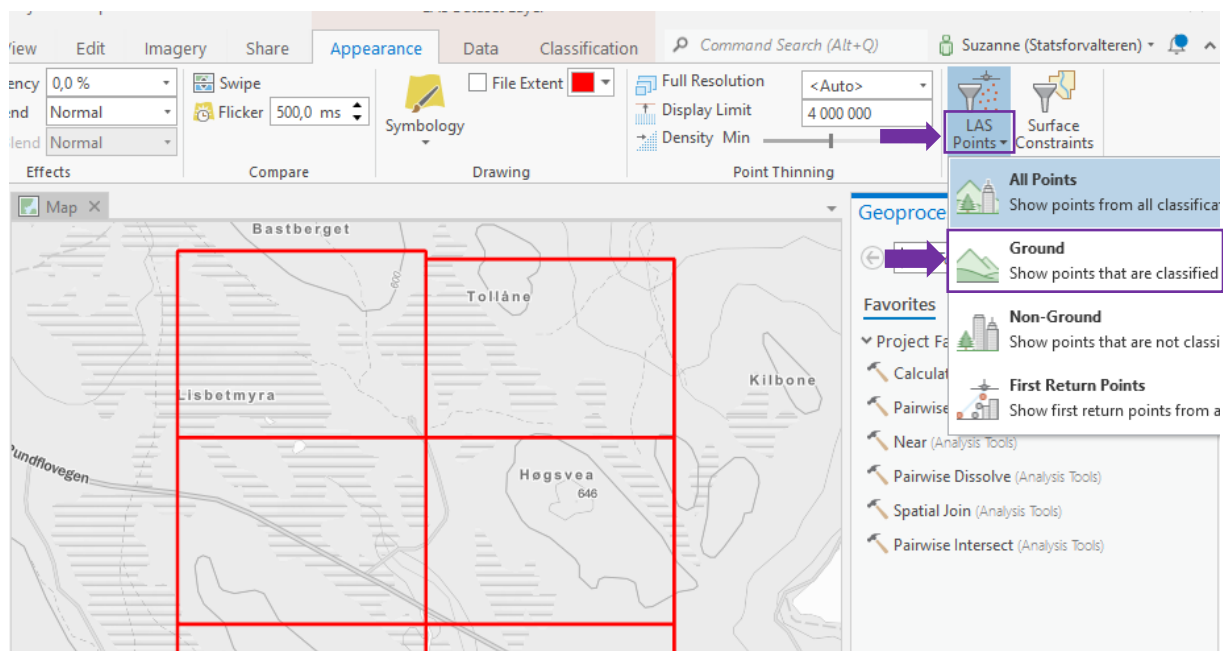 View Edit Imagery Share Appearance Data Classification Command Search (Alt+Q) Suzanne (Statsforvalteren)
0,0 % Swipe File Extent Full Resolution <Auto>
Normal Flicker 500,0 ms Symbology Display Limit 4 000 000 LAS Points Surface Constraints
Normal Density Min
Effects Compare Drawing Point Thinning
Map
Geoproce
All Points
Show points from all classifica
Ground
Show points that are classified
Non-Ground
Show points that are not classi
First Return Points
Show first return points from a
Favorites
Project Fa
Calculat
Pairwise
Near (Analysis Tools)
Pairwise Dissolve (Analysis Tools)
Spatial Join (Analysis Tools)
Pairwise Intersect (Analysis Tools)
Bastberget
600
Tollåne
Kilbone
Lisbetmyra
Høgsvea
646